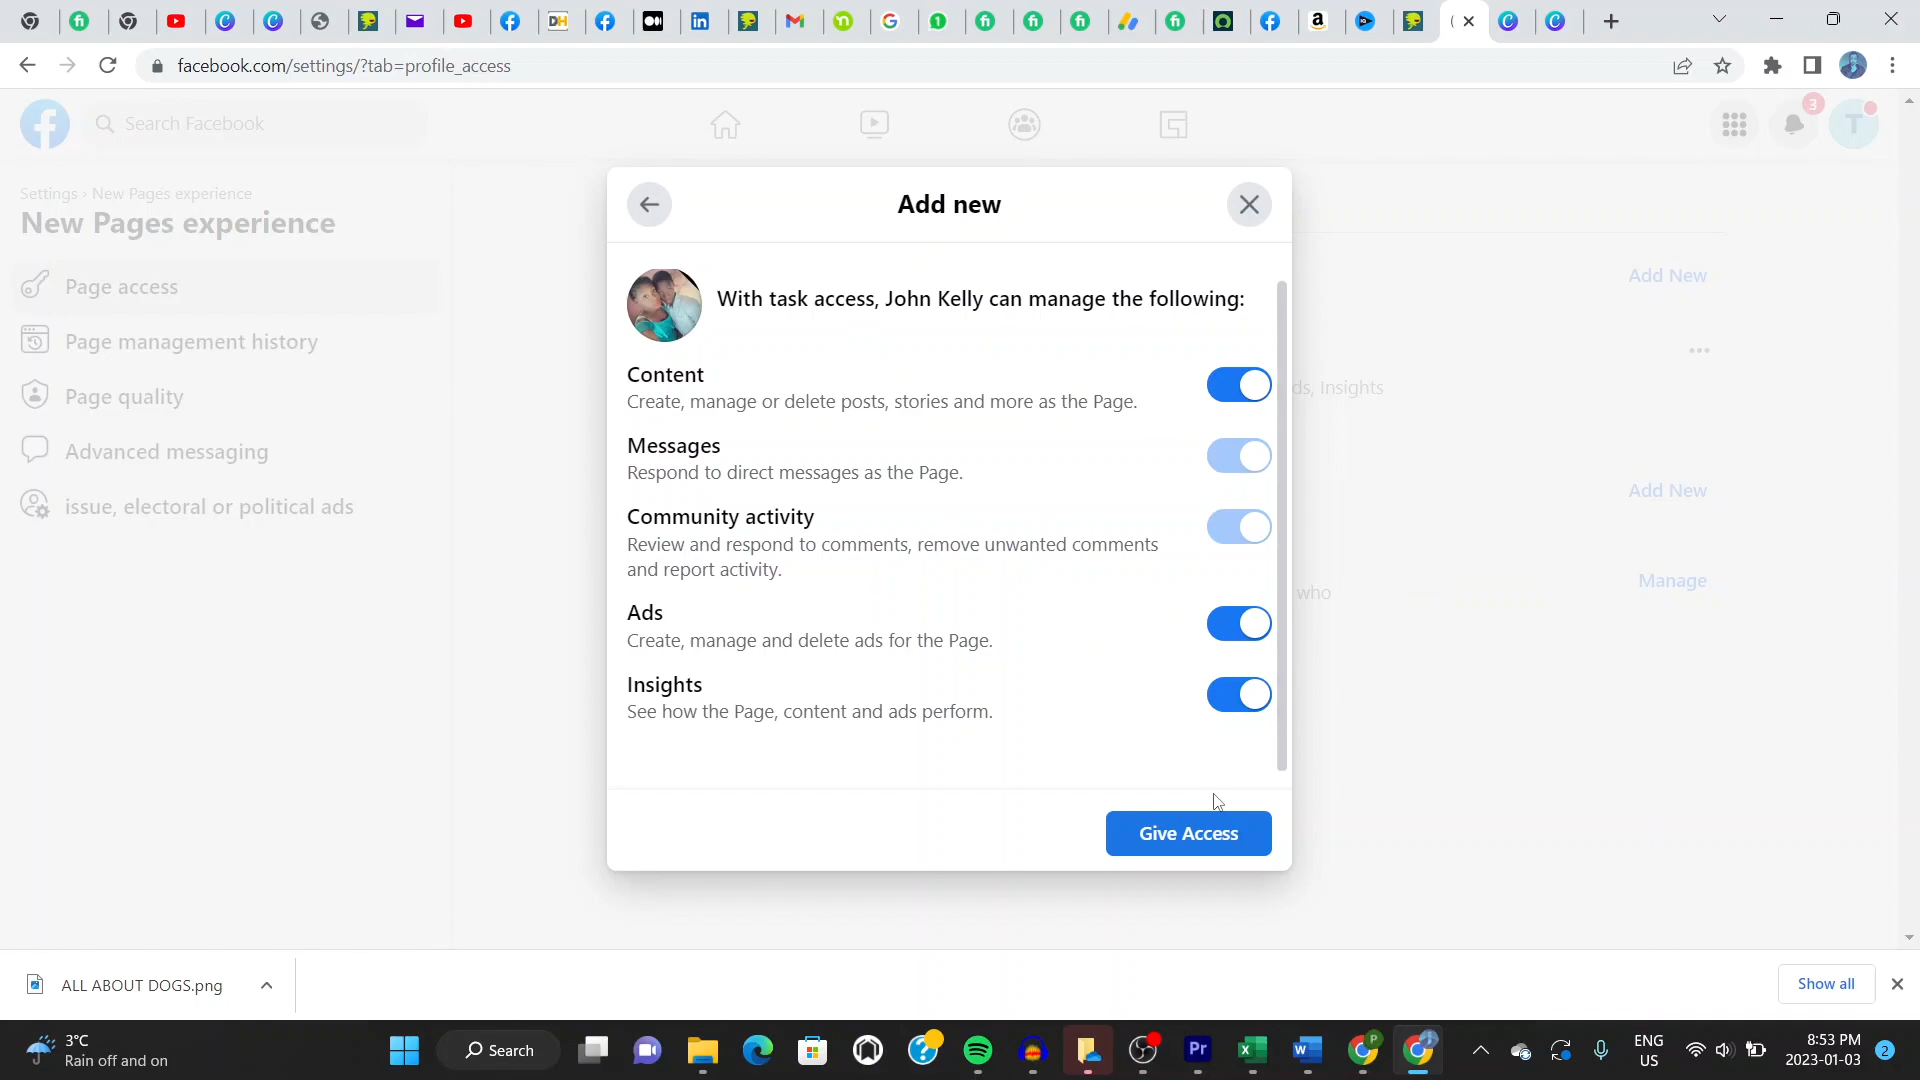 facebook.com/settings/?tab=profile_access
Search Facebook
3
T
Settings › New Pages experience
New Pages experience
Page access
Page management history
Page quality
Advanced messaging
issue, electoral or political ads
Add new
With task access, John Kelly can manage the following:
Content
Create, manage or delete posts, stories and more as the Page.
Messages
Respond to direct messages as the Page.
Community activity
Review and respond to comments, remove unwanted comments
and report activity.
Ads
Create, manage and delete ads for the Page.
Insights
See how the Page, content and ads perform.
Give Access
Add New
ds, Insights
Add New
who
Manage
ALL ABOUT DOGS.png
Show all
3°C
Rain off and on
Search
ENG
US
8:53 PM
2023-01-03
2